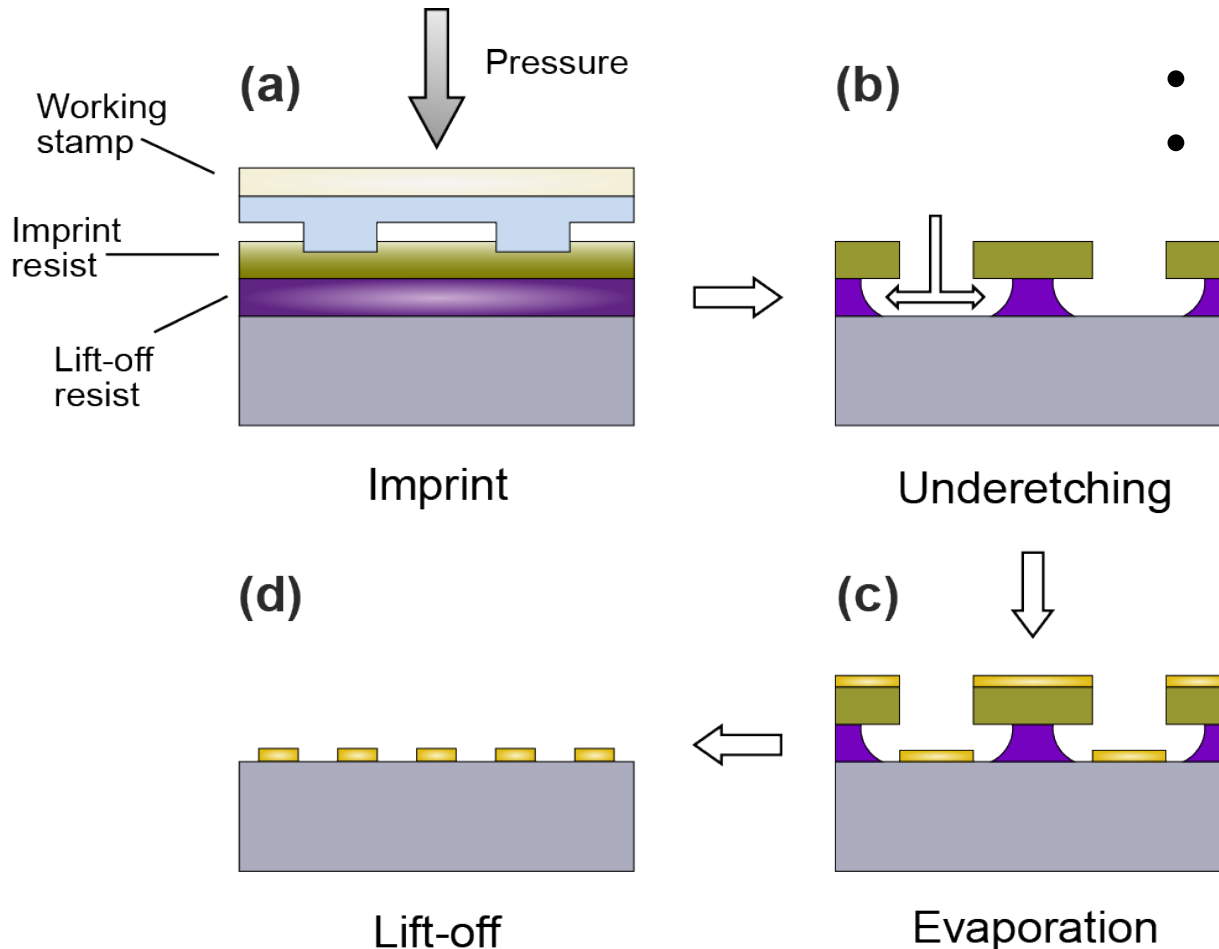 (a)
Pressure
(b)
•
•
Working
stamp
Imprint
resist
Lift-off
resist
Imprint
Underetching
(d)
(c)
Lift-off
Evaporation